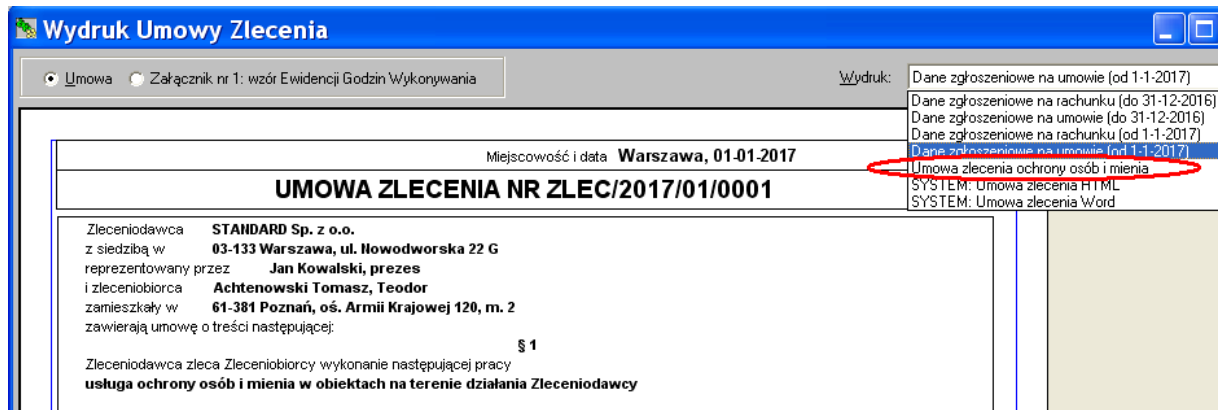 Wydruk Umowy Zlecenia
Umowa Załącznik nr 1: wzór Ewidencji Godzin Wykonywania Wydruk: Dane zgłoszeniowe na umowie (od 1-1-2017)
Dane zgłoszeniowe na rachunku (do 31-12-2016)
Dane zgłoszeniowe na umowie (do 31-12-2016)
Dane zgłoszeniowe na rachunku (od 1-1-2017)
Dane zgłoszeniowe na umowie (od 1-1-2017)
Umowa zlecenia ochrony osób i mienia
SYSTEM: Umowa zlecenia HTML
SYSTEM: Umowa zlecenia Word
Miejscowość i data Warszawa, 01-01-2017
UMOWA ZLECENIA NR ZLEC/2017/01/0001
Zleceniodawca STANDARD Sp. z o.o.
z siedzibą w 03-133 Warszawa, ul. Nowodworska 22 G
reprezentowany przez Jan Kowalski, prezes
i zleceniobiorca Achtenowski Tomasz, Teodor
zamieszkały w 61-381 Poznań, oś. Armii Krajowej 120, m. 2
zawierają umowę o treści następującej:
§ 1
Zleceniodawca zleca Zleceniobiorcy wykonanie następującej pracy
usługa ochrony osób i mienia w obiektach na terenie działania Zleceniodawcy